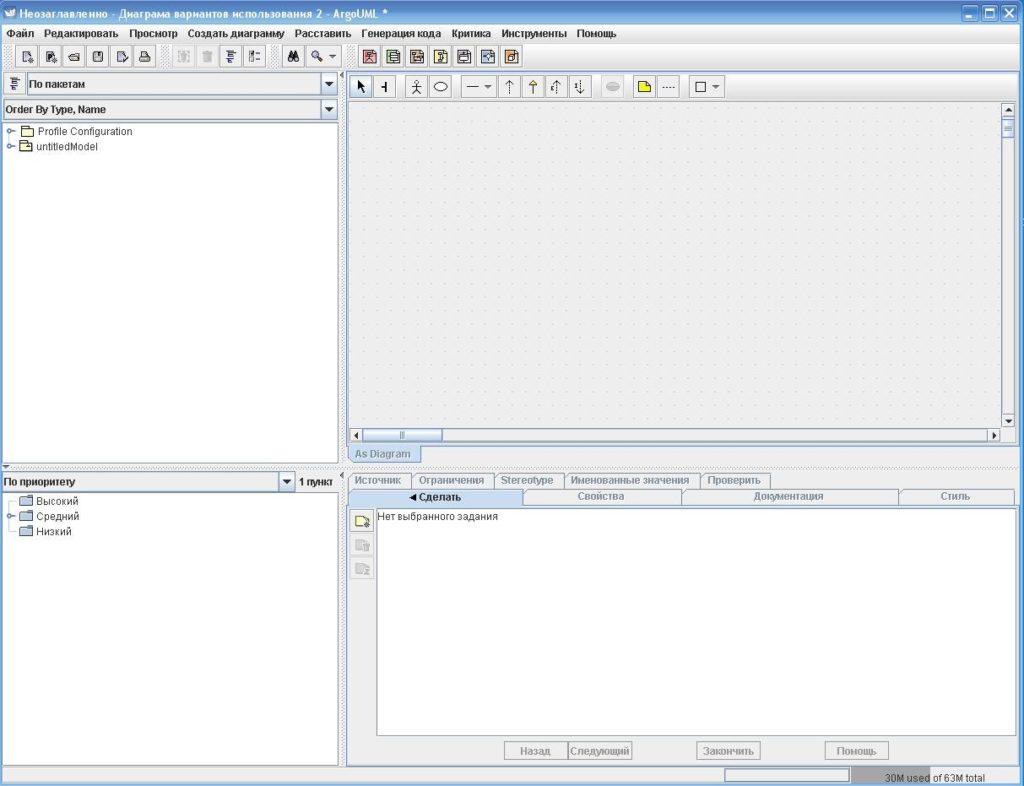 Неозаглавленно - Диаграма вариантов использования 2 - ArgoUML *
Файл Редактировать Просмотр Создать диаграмму Расставить Генерация кода Критика Инструменты Помощь
По пакетам
Order By Type, Name
Profile Configuration
untitledModel
As Diagram
По приоритету 1 пункт
Высокий
Средний
Низкий
Источник Ограничения Stereotype Именованные значения Проверить
Сделать Свойства Документация Стиль
Нет выбранного задания
Назад Следующий Закончить Помощь
30M used of 63M total